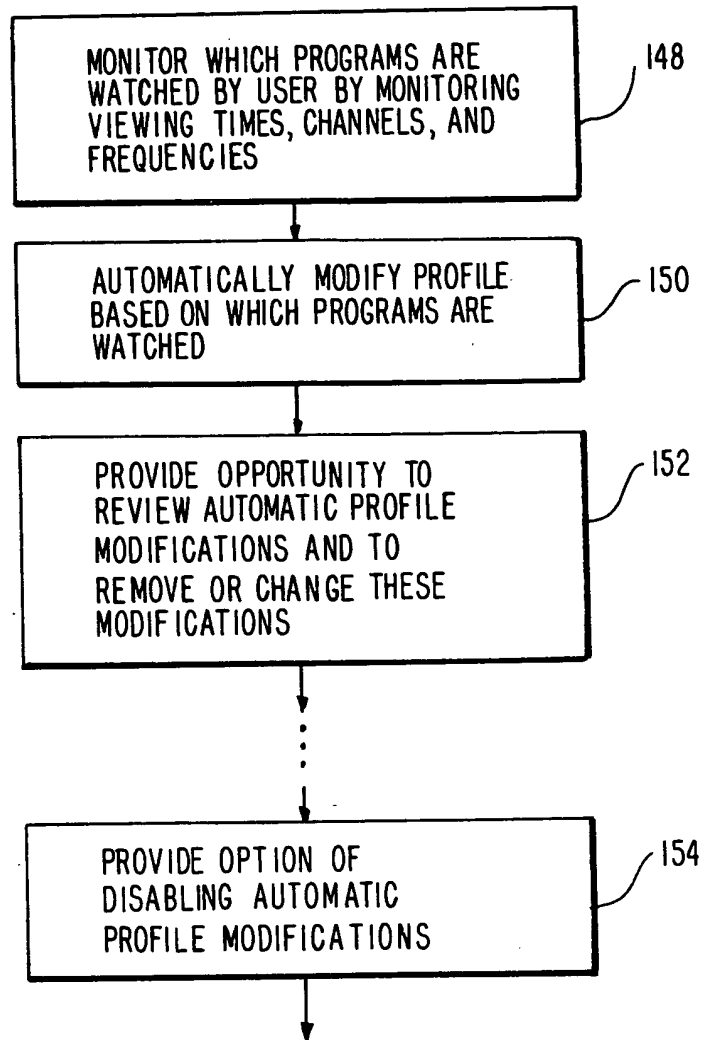 MONITOR WHICH PROGRAMS ARE
WATCHED BY USER BY MONITORING
VIEWING TIMES, CHANNELS, AND
FREQUENCIES
148
AUTOMATICALLY MODIFY PROFILE
BASED ON WHICH PROGRAMS ARE
WATCHED
150
PROVIDE OPPORTUNITY TO
REVIEW AUTOMATIC PROFILE
MODIFICATIONS AND TO
REMOVE OR CHANGE THESE
MODIFICATIONS
152
PROVIDE OPTION OF
DISABLING AUTOMATIC
PROFILE MODIFICATIONS
154